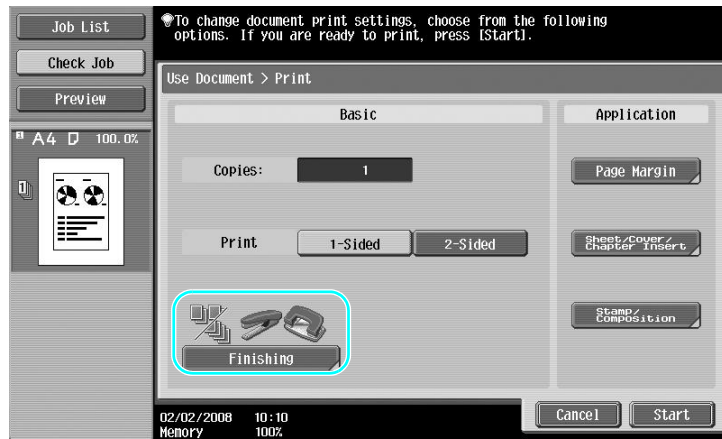 Job List
To change document print settings, choose from the following
options. If you are ready to print, press [Start].
Check Job
Use Document > Print
Preview
Basic
Application
A4 100.0%
Copies: 1
Page Margin
1
Print 1-Sided 2-Sided
Sheet/Cover/
Chapter Insert
Stamp/
Composition
Finishing
02/02/2008 10:10
Memory 100%
Cancel Start